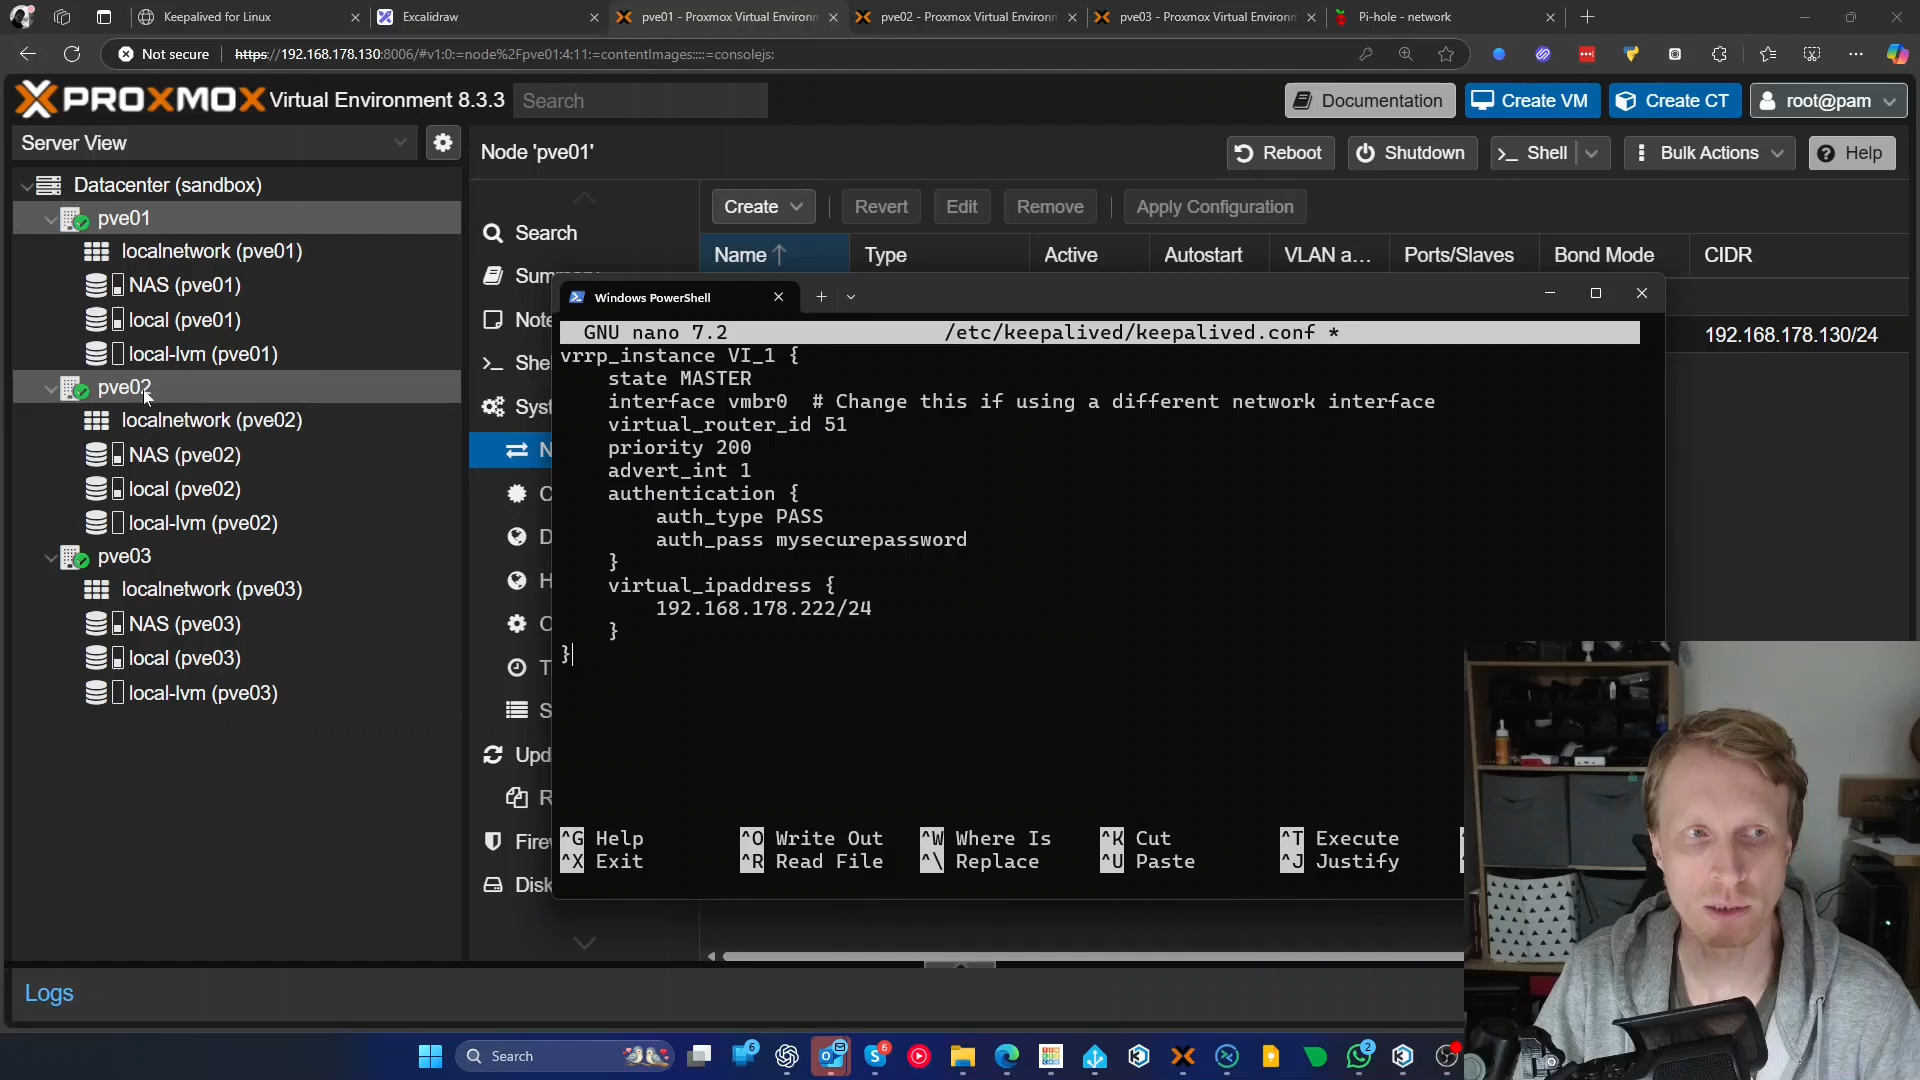 Keepalived for Linux
Excalidraw
pve01 - Proxmox Virtual Environm
pve02 - Proxmox Virtual Environm
pve03 - Proxmox Virtual Environm
Pi-hole - network
Not secure
https://192.168.178.130:8006/#v1:0:=node%2Fpve01:4:11:=contentImages::::=consolejs:
PROXMOX Virtual Environment 8.3.3
Search
Documentation
Create VM
Create CT
root@pam
Server View
Node 'pve01'
Reboot
Shutdown
Shell
Bulk Actions
Help
Datacenter (sandbox)
pve01
localnetwork (pve01)
NAS (pve01)
local (pve01)
local-lvm (pve01)
pve02
localnetwork (pve02)
NAS (pve02)
local (pve02)
local-lvm (pve02)
pve03
localnetwork (pve03)
NAS (pve03)
local (pve03)
local-lvm (pve03)
Search
Create
Revert
Edit
Remove
Apply Configuration
Name
Type
Active
Autostart
VLAN a...
Ports/Slaves
Bond Mode
CIDR
192.168.178.130/24
Windows PowerShell
GNU nano 7.2 /etc/keepalived/keepalived.conf *
vrrp_instance VI_1 {
state MASTER
interface vmbr0 # Change this if using a different network interface
virtual_router_id 51
priority 200
advert_int 1
authentication {
auth_type PASS
auth_pass mysecurepassword
}
virtual_ipaddress {
192.168.178.222/24
}
}
^G Help
^O Write Out
^W Where Is
^K Cut
^T Execute
^X Exit
^R Read File
^\ Replace
^U Paste
^J Justify
Logs
Search
6
6
2